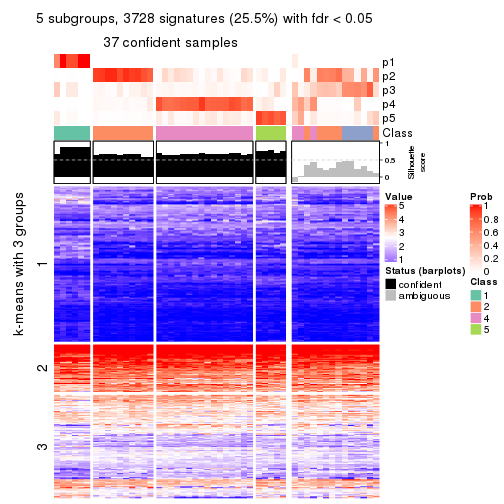 5 subgroups, 3728 signatures (25.5%) with fdr < 0.05
37 confident samples
p1
p2
p3
p4
p5
Class
1
0.5
0
Silhouette
score
k-means with 3 groups
1
2
3
Value
5
4
3
2
1
Status (barplots)
confident
ambiguous
Prob
1
0.8
0.6
0.4
0.2
0
Class
1
2
4
5